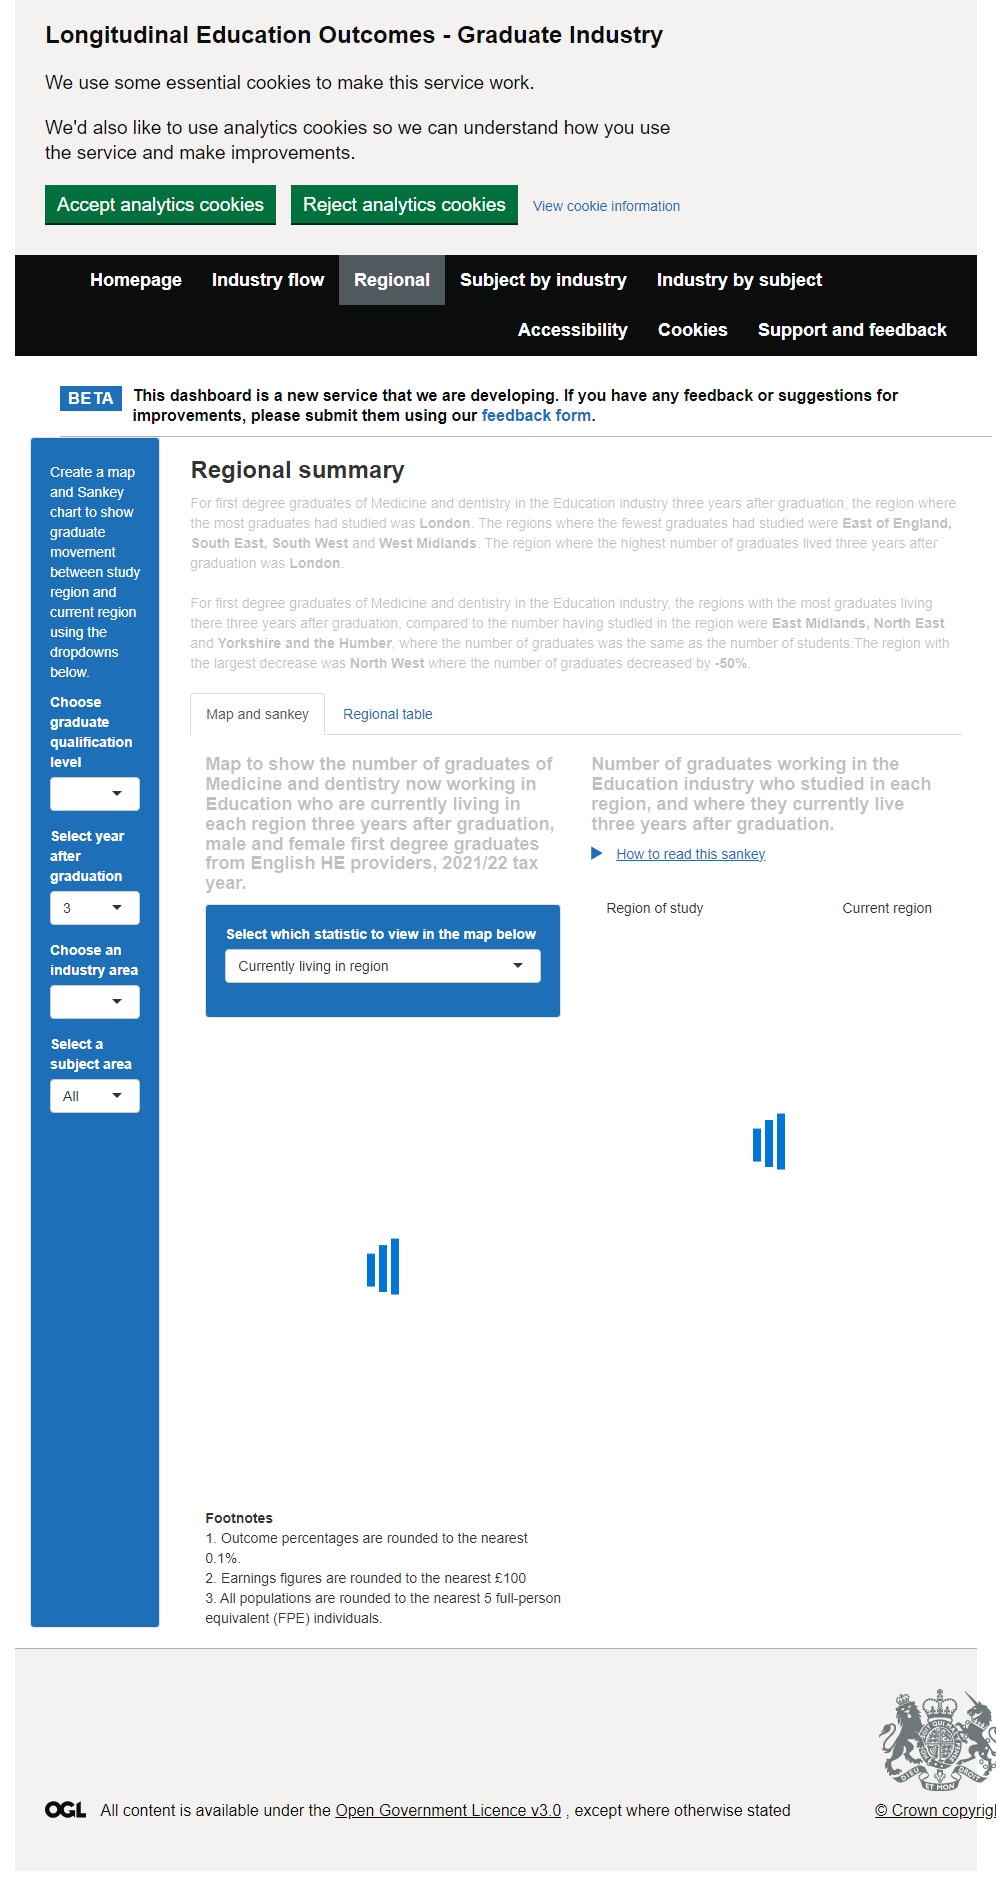 Longitudinal Education Outcomes - Graduate Industry
We use some essential cookies to make this service work.
We'd also like to use analytics cookies so we can understand how you use
the service and make improvements.
Accept analytics cookies Reject analytics cookies View cookie information
Homepage Industry flow Regional Subject by industry Industry by subject
Accessibility Cookies Support and feedback
BETA This dashboard is a new service that we are developing. If you have any feedback or suggestions for
improvements, please submit them using our feedback form.
Create a map
and Sankey
chart to show
graduate
movement
between study
region and
current region
using the
dropdowns
below.
Choose
graduate
qualification
level
Select year
after
graduation
3
Choose an
industry area
Select a
subject area
All
Regional summary
For first degree graduates of Medicine and dentistry in the Education industry three years after graduation, the region where
the most graduates had studied was London. The regions where the fewest graduates had studied were East of England,
South East, South West and West Midlands. The region where the highest number of graduates lived three years after
graduation was London.
For first degree graduates of Medicine and dentistry in the Education industry, the regions with the most graduates living
there three years after graduation, compared to the number having studied in the region were East Midlands, North East
and Yorkshire and the Humber, where the number of graduates was the same as the number of students.The region with
the largest decrease was North West where the number of graduates decreased by -50%.
Map and sankey Regional table
Map to show the number of graduates of
Medicine and dentistry now working in
Education who are currently living in
each region three years after graduation,
male and female first degree graduates
from English HE providers, 2021/22 tax
year.
Select which statistic to view in the map below
Currently living in region
Number of graduates working in the
Education industry who studied in each
region, and where they currently live
three years after graduation.
How to read this sankey
Region of study Current region
Footnotes
1. Outcome percentages are rounded to the nearest
0.1%.
2. Earnings figures are rounded to the nearest £100
3. All populations are rounded to the nearest 5 full-person
equivalent (FPE) individuals.
DIEU ET MON DROIT
OGL All content is available under the Open Government Licence v3.0 , except where otherwise stated
© Crown copyrig